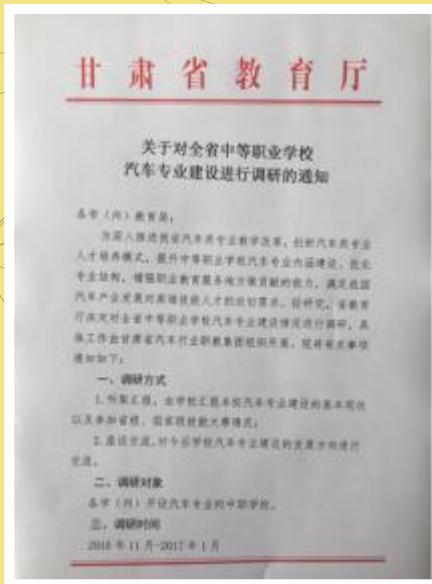 甘肃省教育厅
关于对全省中等职业学校
汽车专业建设进行调研的通知
各市（州）教育局：
为深入推进我省汽车类专业教学改革，创新汽车类专业
人才培养模式，提升中等职业学校汽车专业内涵建设，优化
专业结构，增强职业教育服务地方做贡献的能力，满足我国
汽车产业发展对高端技能人才的迫切需求。经研究，省教育
厅决定对全省中等职业学校汽车专业建设情况进行调研，具
体工作由甘肃省汽车行业职教集团组织开展。现将有关事项
通知如下：
一、调研方式
1.听取汇报。由学校汇报本校汽车专业建设的基本现状
以及参加省级、国家级技能大赛情况；
2.座谈交流。对今后学校汽车专业建设的发展方向进行
交流。
二、调研对象
各市（州）开设汽车专业的中职学校。
三、调研时间
2016年11月-2017年1月